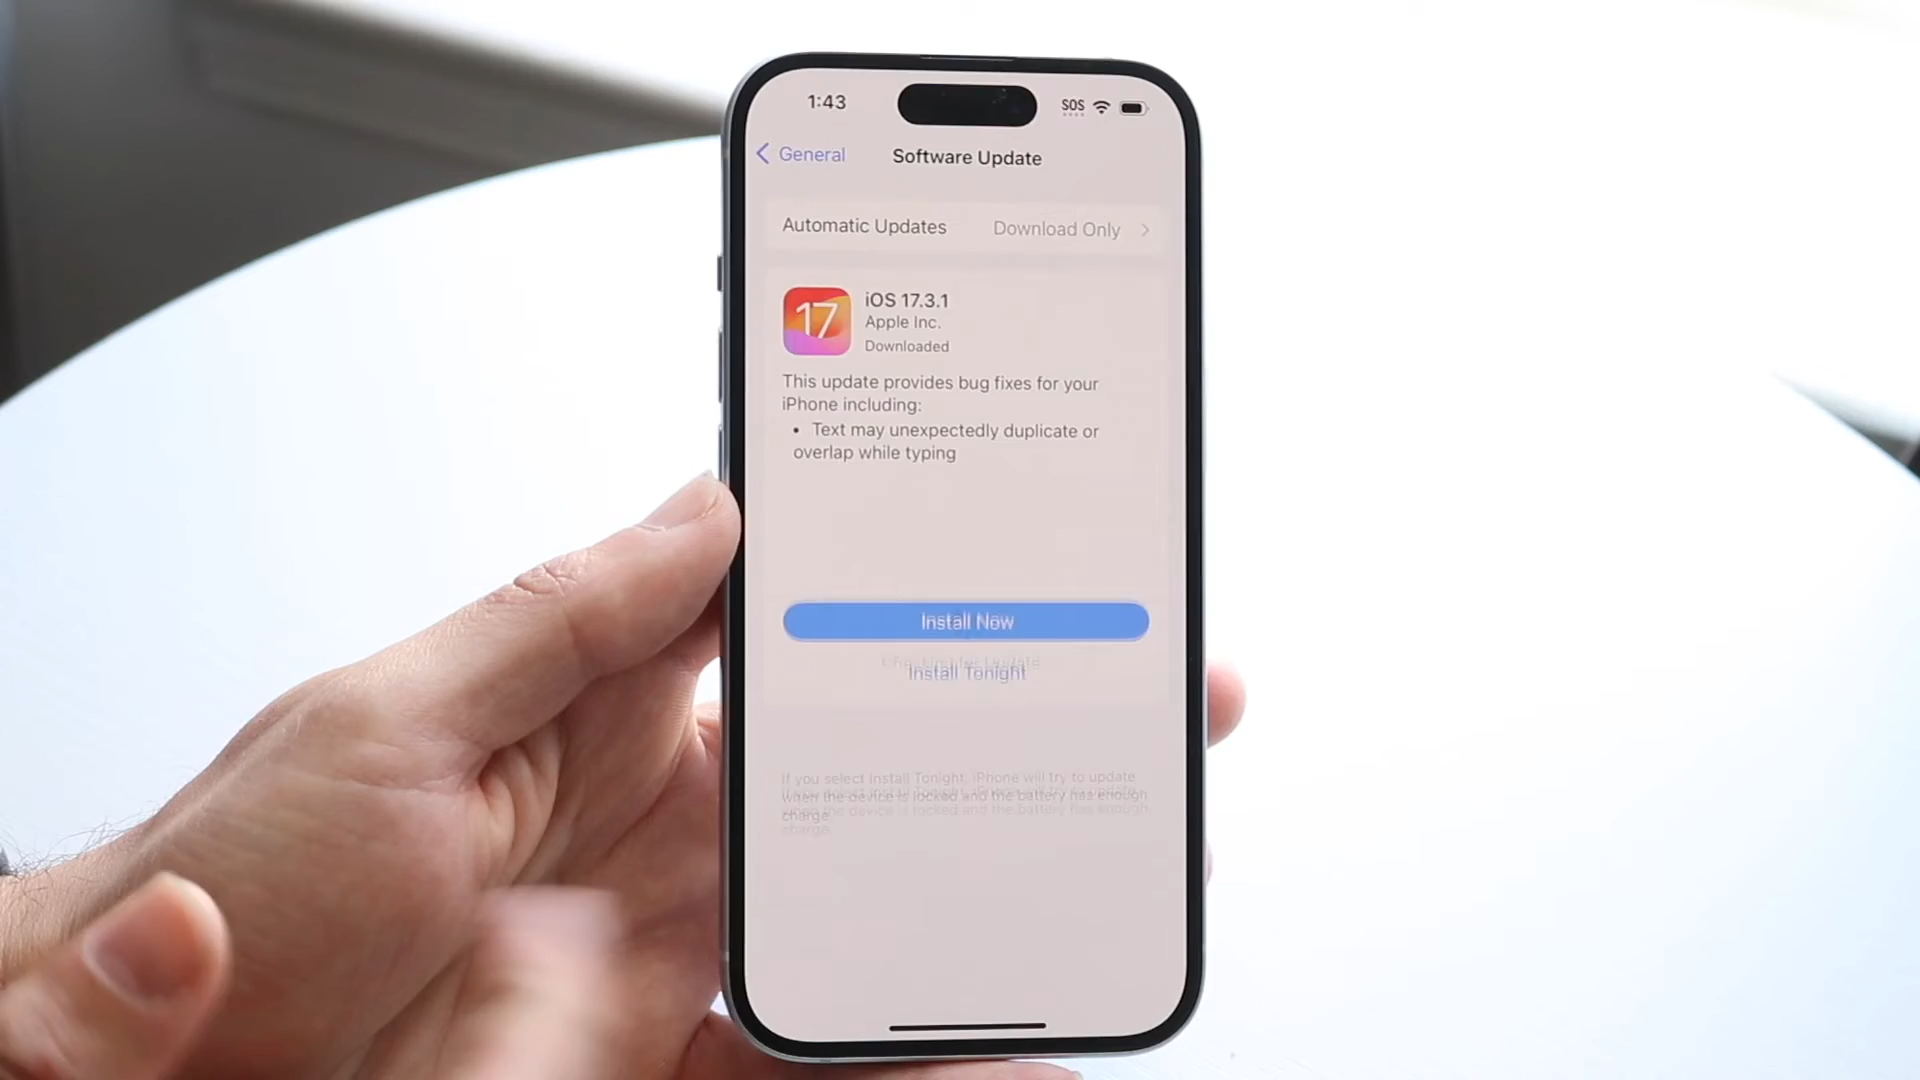 1:43
SOS
General
Software Update
Automatic Updates
Download Only
17
iOS 17.3.1
Apple Inc.
Downloaded
This update provides bug fixes for your
iPhone including:
• Text may unexpectedly duplicate or
overlap while typing
Install Now
Install Tonight
If you select Install Tonight, iPhone will try to update
when the device is locked and the battery has enough
charge.